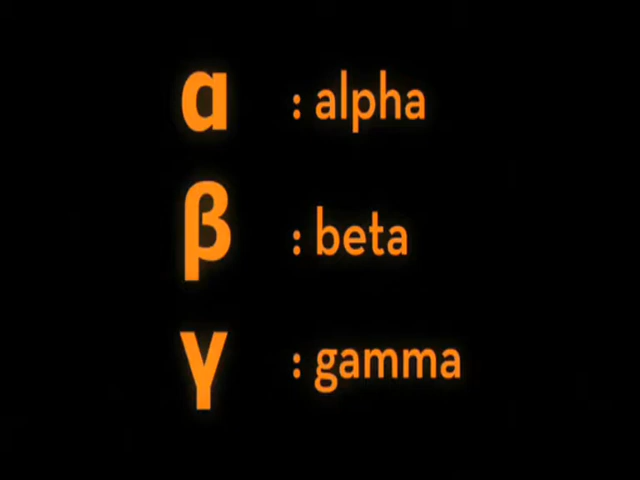 α : alpha
β : beta
γ : gamma